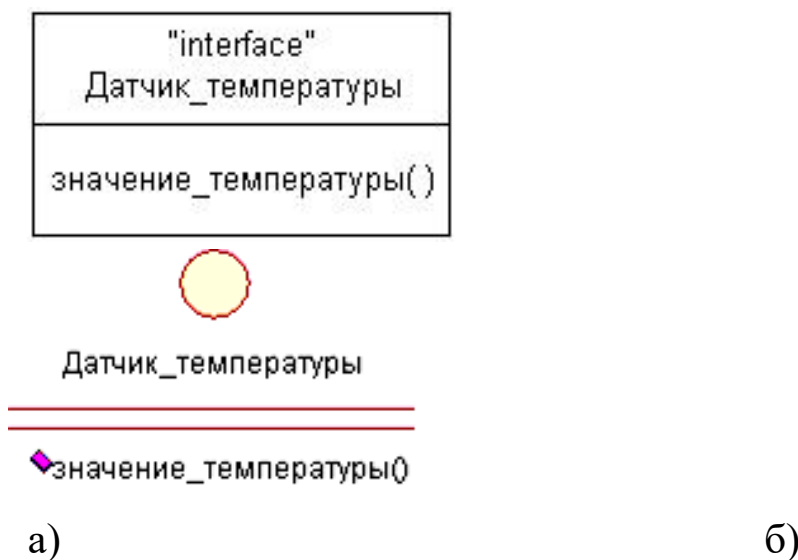 "interface"
Датчик_температуры
значение_температуры( )
Датчик_температуры
значение_температуры()
а) б)